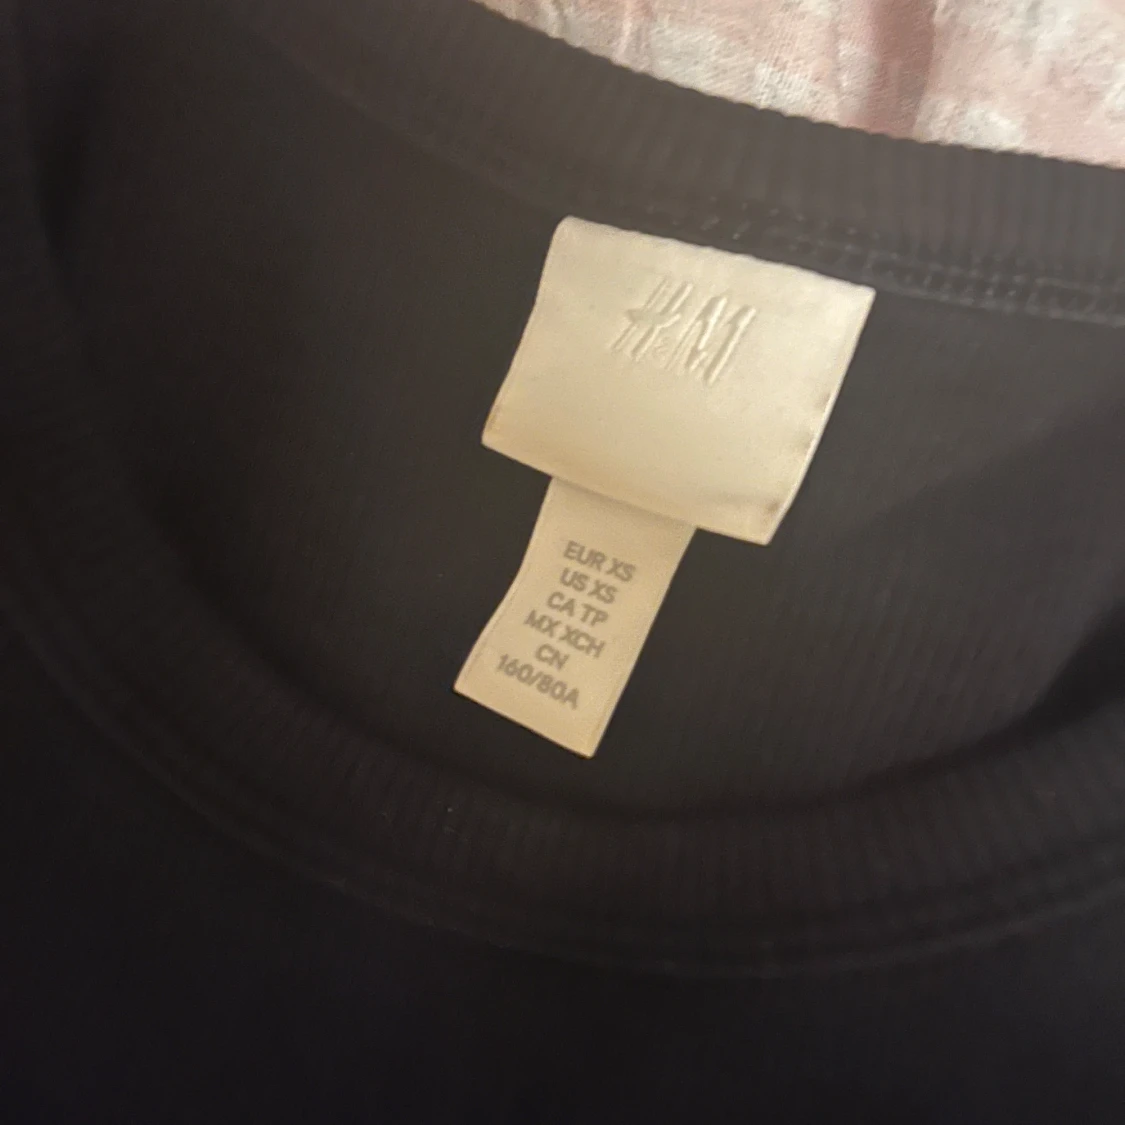 H&M
EUR XS
US XS
CA TP
MX XCH
CN
160/80A